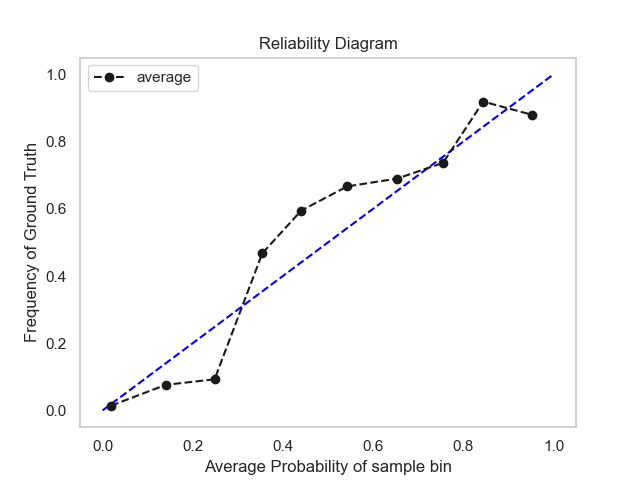 Reliability Diagram
average
1.0
0.8
0.6
0.4
0.2
0.0
Frequency of Ground Truth
0.0 0.2 0.4 0.6 0.8 1.0
Average Probability of sample bin